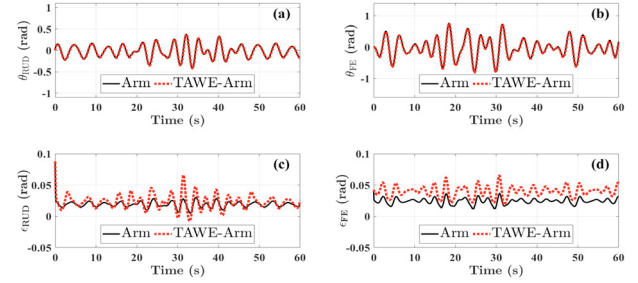 (a)
1
0.5
0
-0.5
-1
θRUD (rad)
Arm TAWE-Arm
0 10 20 30 40 50 60
Time (s)
(b)
1
0
-1
θFE (rad)
Arm TAWE-Arm
0 10 20 30 40 50 60
Time (s)
(c)
0.1
0.05
0
-0.05
ϵRUD (rad)
Arm TAWE-Arm
0 10 20 30 40 50 60
Time (s)
(d)
0.1
0.05
0
-0.05
ϵFE (rad)
Arm TAWE-Arm
0 10 20 30 40 50 60
Time (s)